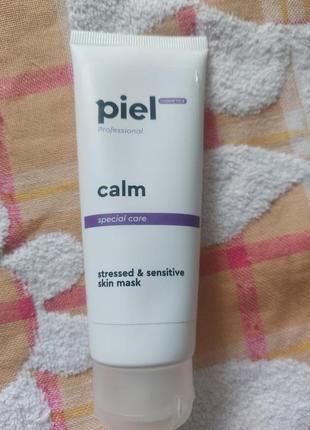 piel
COSMETICS
Professional
calm
special care
stressed & sensitive
skin mask